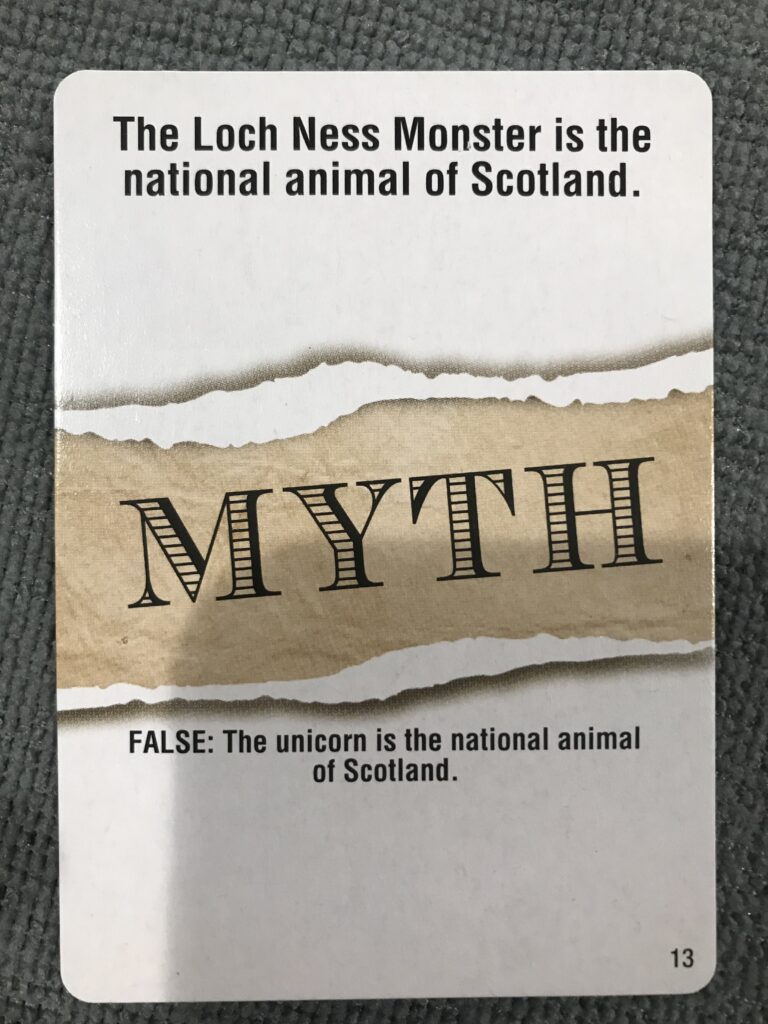 The Loch Ness Monster is the
national animal of Scotland.
MYTH
FALSE: The unicorn is the national animal
of Scotland.
13